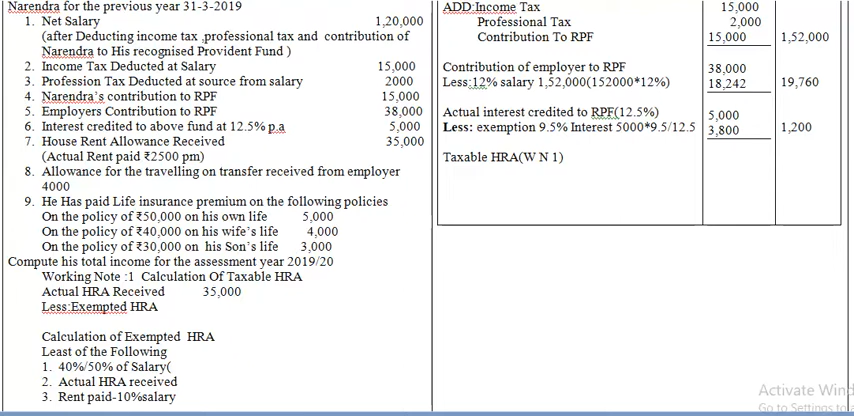 Narendra for the previous year 31-3-2019
1. Net Salary 1,20,000
(after Deducting income tax ,professional tax and contribution of
Narendra to His recognised Provident Fund )
2. Income Tax Deducted at Salary 15,000
3. Profession Tax Deducted at source from salary 2000
4. Narendra's contribution to RPF 15,000
5. Employers Contribution to RPF 38,000
6. Interest credited to above fund at 12.5% p.a 5,000
7. House Rent Allowance Received 35,000
(Actual Rent paid ₹2500 pm)
8. Allowance for the travelling on transfer received from employer
4000
9. He Has paid Life insurance premium on the following policies
On the policy of ₹50,000 on his own life 5,000
On the policy of ₹40,000 on his wife's life 4,000
On the policy of ₹30,000 on his Son's life 3,000
Compute his total income for the assessment year 2019/20
Working Note :1 Calculation Of Taxable HRA
Actual HRA Received 35,000
Less:Exempted HRA
Calculation of Exempted HRA
Least of the Following
1. 40%/50% of Salary(
2. Actual HRA received
3. Rent paid-10%salary
ADD:Income Tax 15,000
Professional Tax 2,000
Contribution To RPF 15,000 1,52,000
Contribution of employer to RPF 38,000
Less:12% salary 1,52,000(152000*12%) 18,242 19,760
Actual interest credited to RPF(12.5%) 5,000
Less: exemption 9.5% Interest 5000*9.5/12.5 3,800 1,200
Taxable HRA(W N 1)
Activate Wind
Go to Settings to a